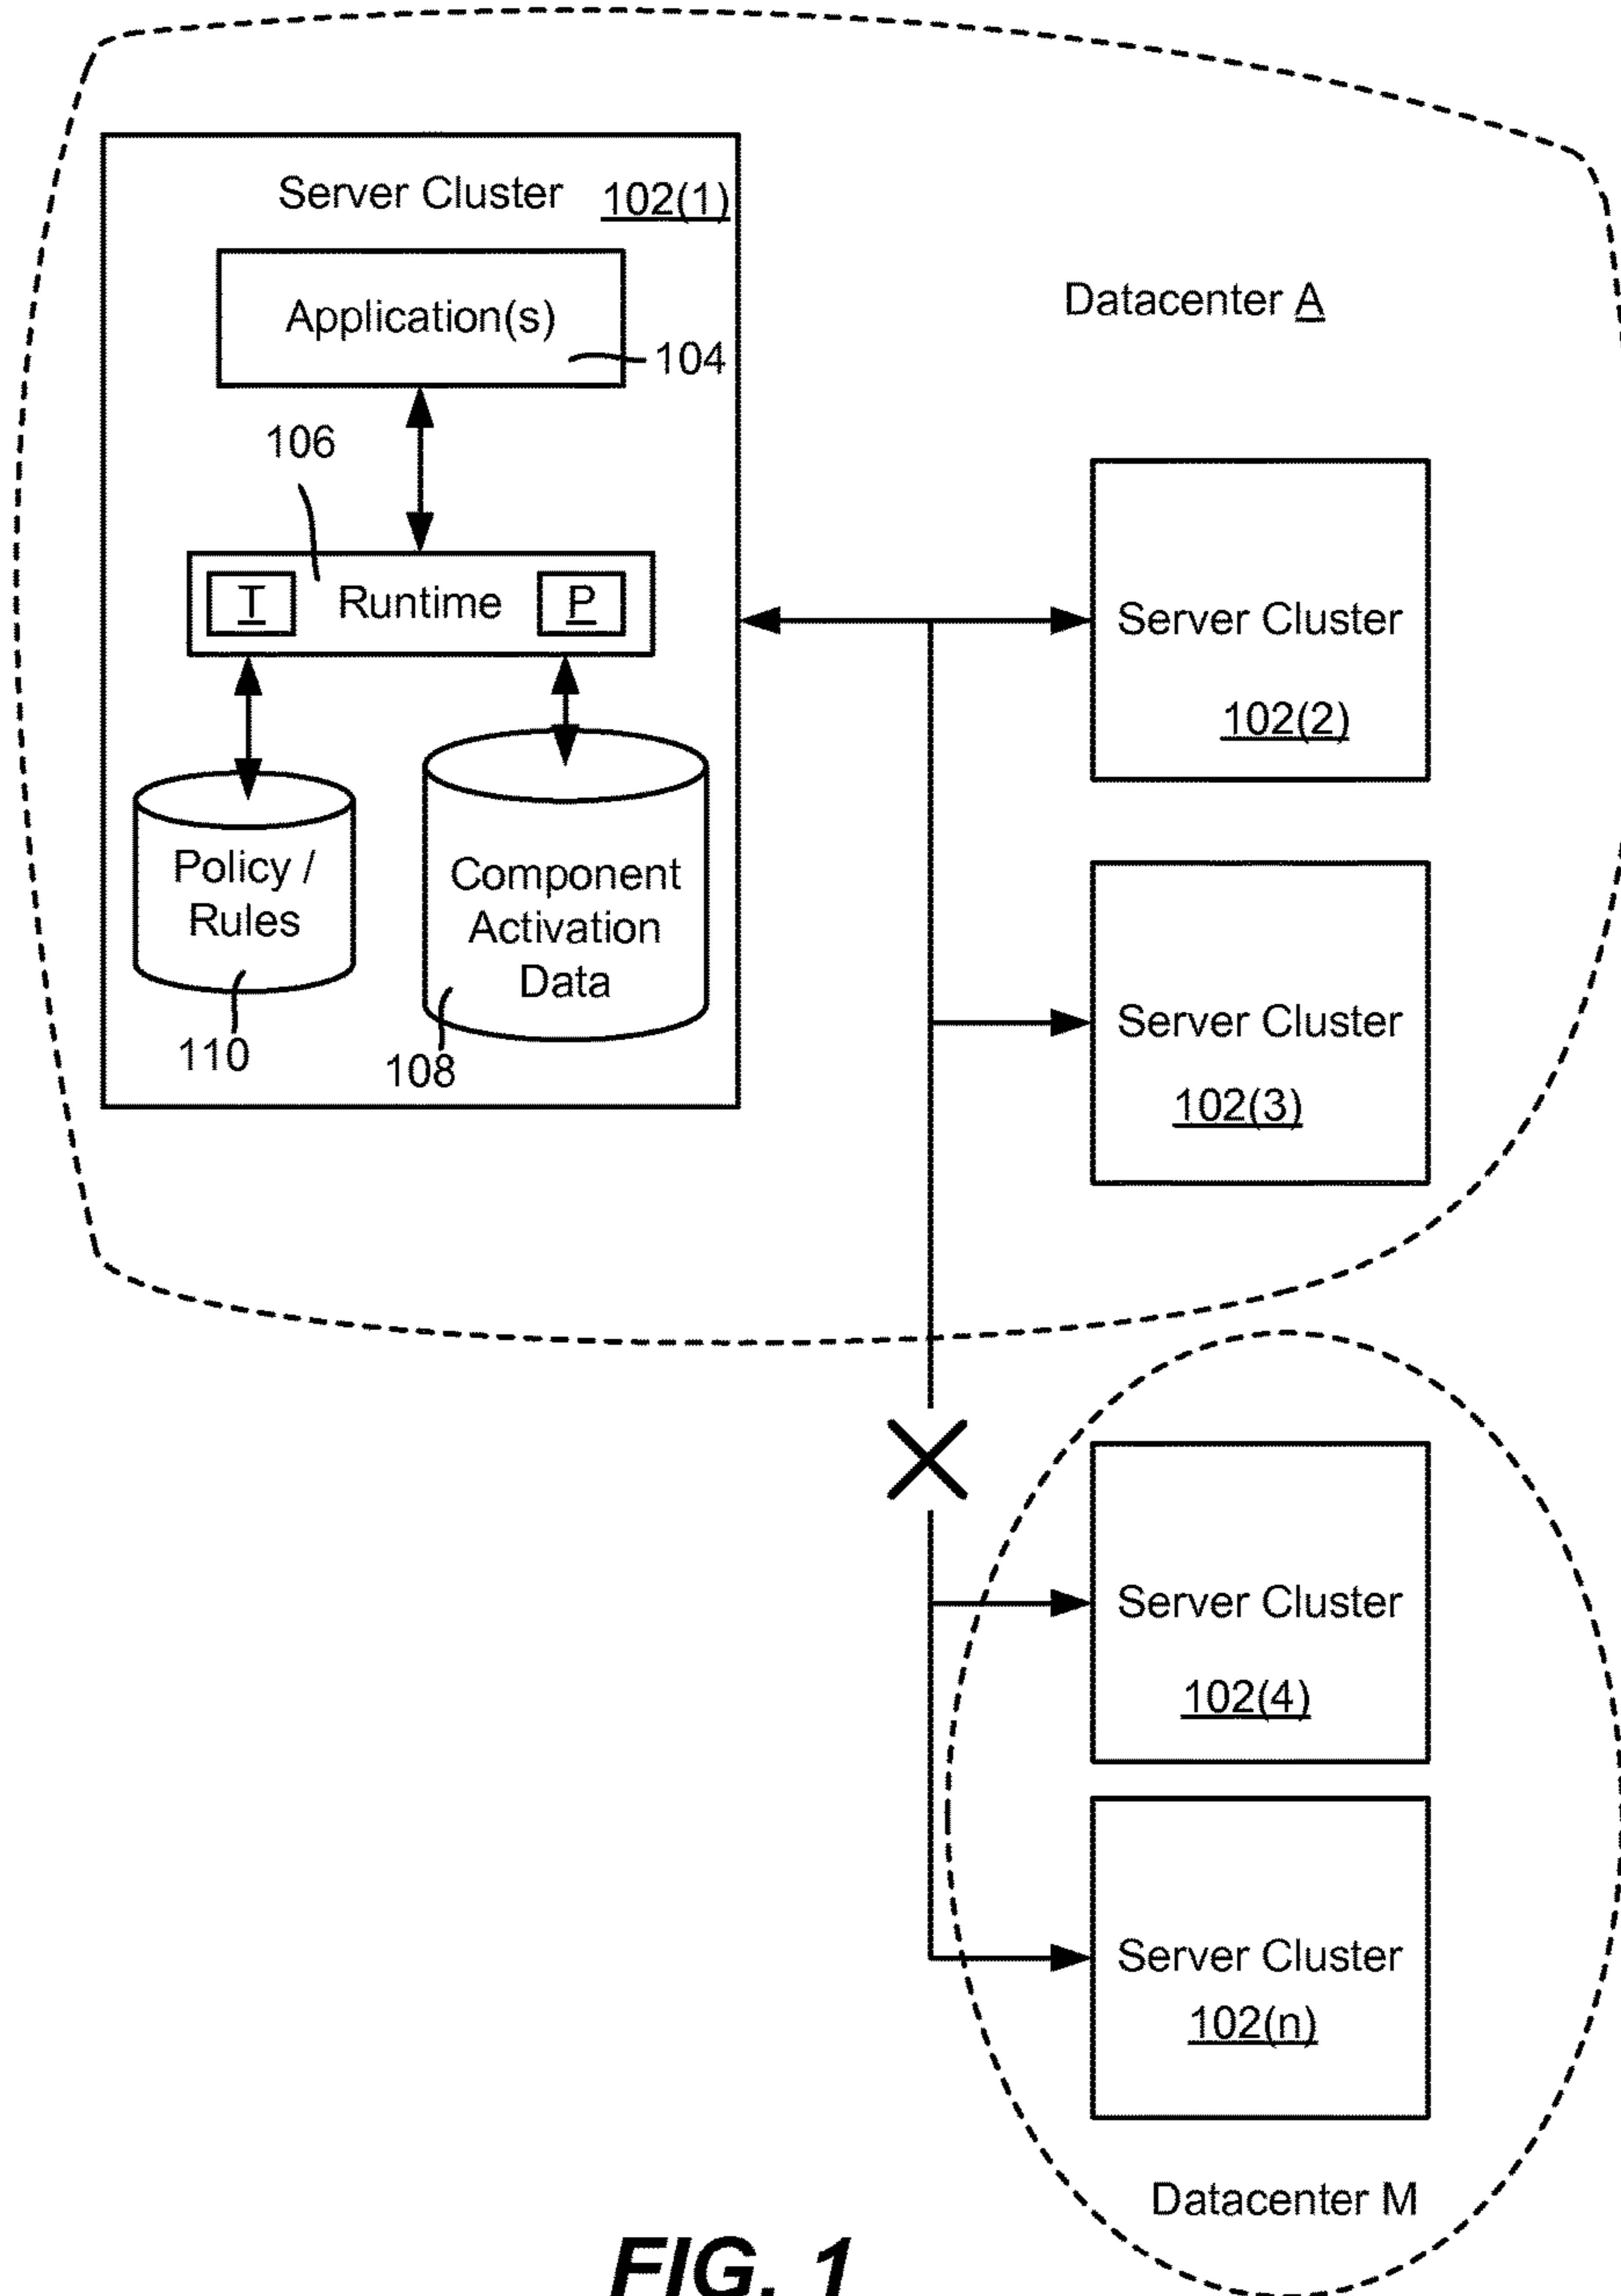 Server Cluster 102(1)
Application(s)
104
Datacenter A
106
T Runtime P
Server Cluster
102(2)
Policy /
Rules
110
Component
Activation
Data
108
Server Cluster
102(3)
Server Cluster
102(4)
Server Cluster
102(n)
Datacenter M
FIG. 1